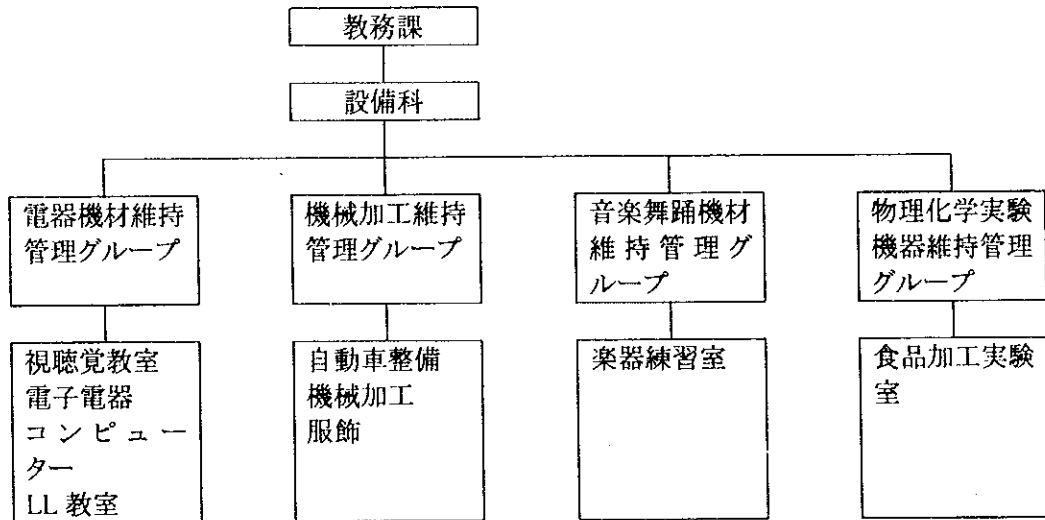 教務課
設備科
電器機材維持
管理グループ
機械加工維持
管理グループ
音楽舞踊機材
維持管理グ
ループ
物理化学実験
機器維持管理
グループ
視聴覚教室
電子電器
コンピュー
ター
LL教室
自動車整備
機械加工
服飾
楽器練習室
食品加工実験
室